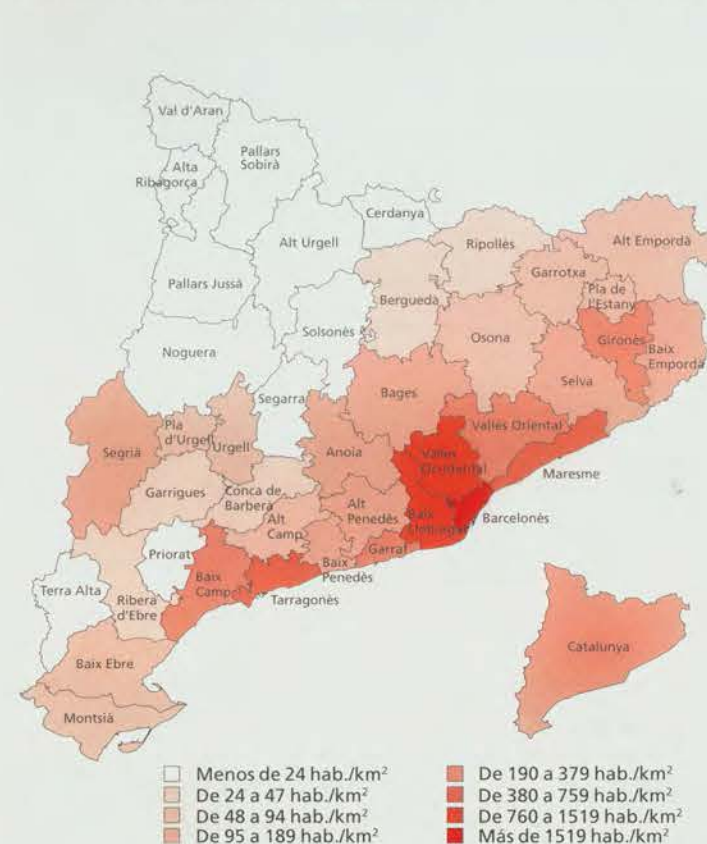 Val d'Aran
Pallars
Sobirà
Alta
Ribagorça
Cerdanya
Alt Urgell
Ripollès
Alt Empordà
Garrotxa
Pallars Jussà
Berguedà
Pla de
l'Estany
Solsonès
Osona
Gironès
Baix
Empordà
Noguera
Selva
Segarra
Bages
Pla
d'Urgell
Urgell
Segrià
Anoia
Vallès Oriental
Vallès
Occidental
Maresme
Garrigues
Conca de
Barberà
Alt
Camp
Alt
Penedès
Baix
Llobregat
Barcelonès
Priorat
Garraf
Baix
Penedès
Baix
Camp
Tarragonès
Terra Alta
Ribera
d'Ebre
Catalunya
Baix Ebre
Montsià
Menos de 24 hab./km²
De 24 a 47 hab./km²
De 48 a 94 hab./km²
De 95 a 189 hab./km²
De 190 a 379 hab./km²
De 380 a 759 hab./km²
De 760 a 1519 hab./km²
Más de 1519 hab./km²